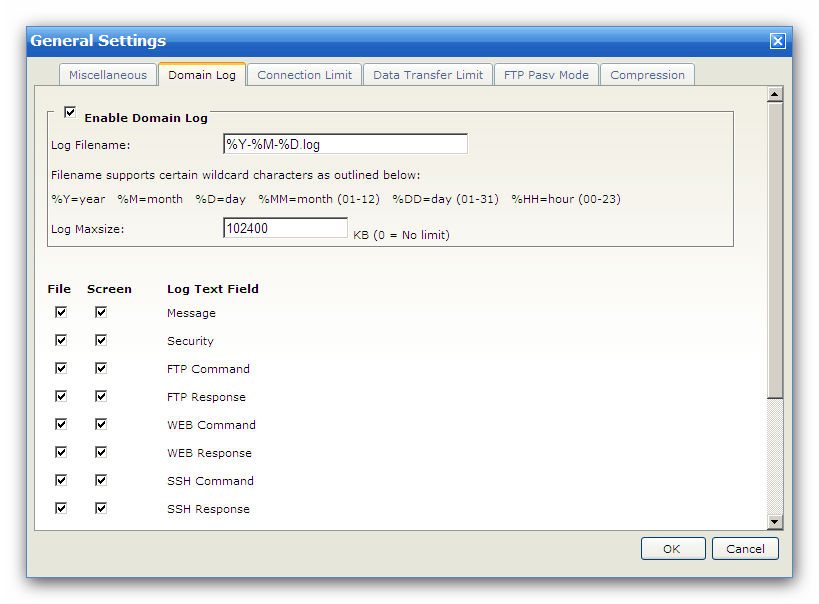 General Settings
Miscellaneous Domain Log Connection Limit Data Transfer Limit FTP Pasv Mode Compression
Enable Domain Log
Log Filename: %Y-%M-%D.log
Filename supports certain wildcard characters as outlined below:
%Y=year %M=month %D=day %MM=month (01-12) %DD=day (01-31) %HH=hour (00-23)
Log Maxsize: 102400 KB (0 = No limit)
File Screen Log Text Field
Message
Security
FTP Command
FTP Response
WEB Command
WEB Response
SSH Command
SSH Response
OK Cancel